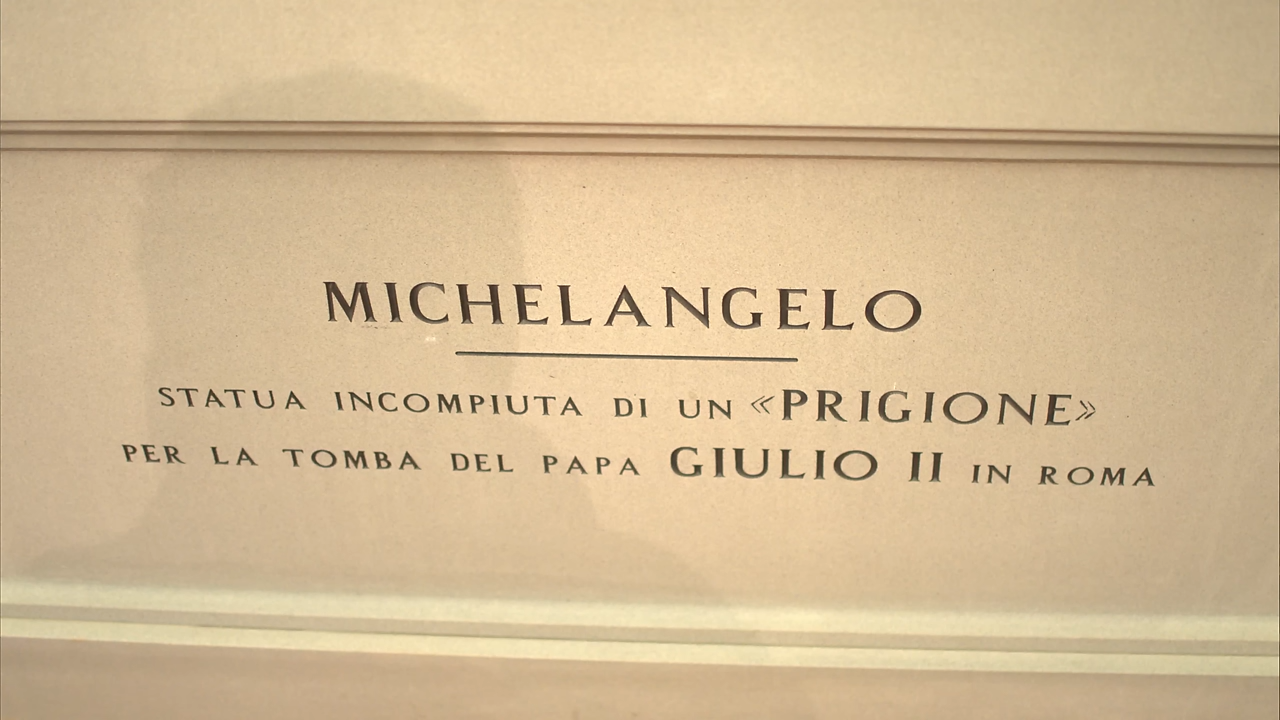 MICHELANGELO
STATUA INCOMPIUTA DI UN «PRIGIONE»
PER LA TOMBA DEL PAPA GIULIO II IN ROMA